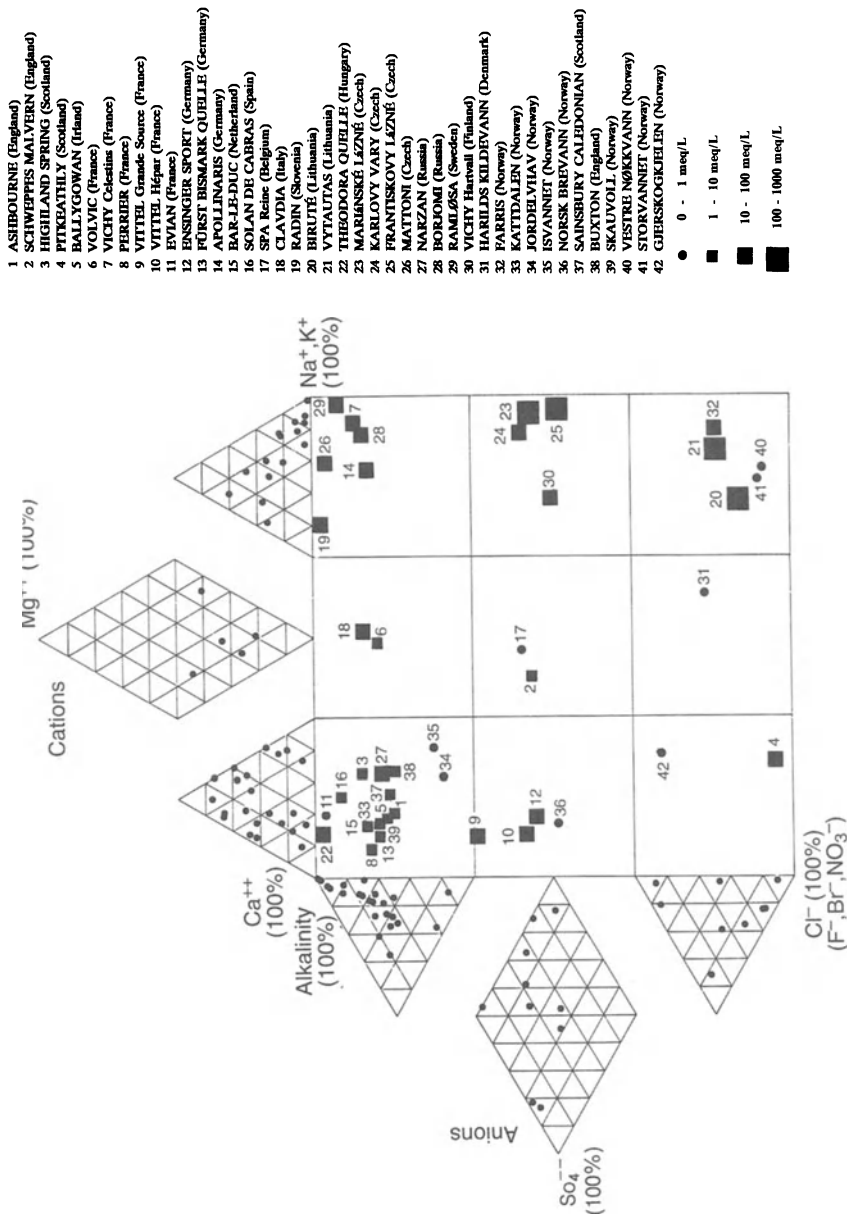 1 ASHBOURNE (England)
2 SCHWEPPES MALVERN (England)
3 HIGHLAND SPRING (Scotland)
4 PITKEATHLY (Scotland)
5 BALLYGOWAN (Irland)
6 VOLVIC (France)
7 VICHY Celestins (France)
8 PERRIER (France)
9 VITTEL Grande Source (France)
10 VITTEL Hépar (France)
11 EVIAN (France)
12 ENSINGER SPORT (Germany)
13 FÜRST BISMARK QUELLE (Germany)
14 APOLLINARIS (Germany)
15 BAR-LE-DUC (Netherland)
16 SOLAN DE CABRAS (Spain)
17 SPA Reine (Belgium)
18 CLAVDIA (Italy)
19 RADIN (Slovenia)
20 BIRUTÉ (Lithuania)
21 VYTAUTAS (Lithuania)
22 THEODORA QUELLE (Hungary)
23 MARIÁNSKÉ LÁZNÉ (Czech)
24 KARLOVY VARY (Czech)
25 FRANTISKOVY LÁZNÉ (Czech)
26 MATTONI (Czech)
27 NARZAN (Russia)
28 BORJOMI (Russia)
29 RAMLØSA (Sweden)
30 VICHY Hartvall (Finland)
31 HARILDS KILDEVANN (Denmark)
32 FARRIS (Norway)
33 KATTDALEN (Norway)
34 JORDELVHAV (Norway)
35 ISVANNET (Norway)
36 NORSK BREVANN (Norway)
37 SAINSBURY CALEDONIAN (Scotland)
38 BUXTON (England)
39 SKAUVOLL (Norway)
40 VESTRE NØKKVANN (Norway)
41 STORVANNET (Norway)
42 GJERSKOGKJELEN (Norway)
0 - 1 meq/L
1 - 10 meq/L
10 - 100 meq/L
100 - 1000 meq/L
Cations
Mg++ (100%)
Ca++
(100%)
Na+,K+
(100%)
Alkalinity
(100%)
Anions
So4--
(100%)
Cl− (100%)
(F−,Br−,NO3−)
22
11
16
15
33
3
8
5
37
27
13
39
1
38
34
35
18
6
19
26
29
7
14
28
9
10
12
36
2
17
30
24
23
25
42
4
31
20
21
32
41
40